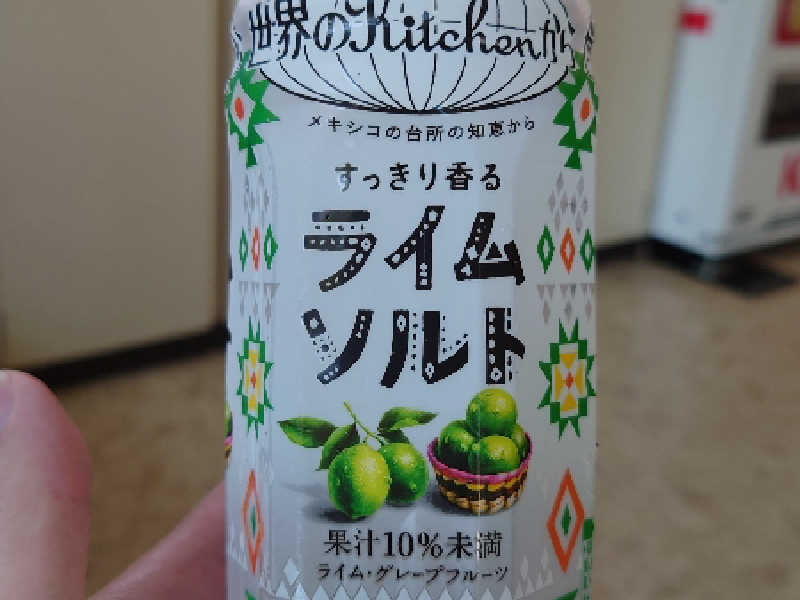 世界のKitchenから
メキシコの台所の知恵から
すっきり香る
ライム
ソルト
果汁10%未満
ライム・グレープフルーツ